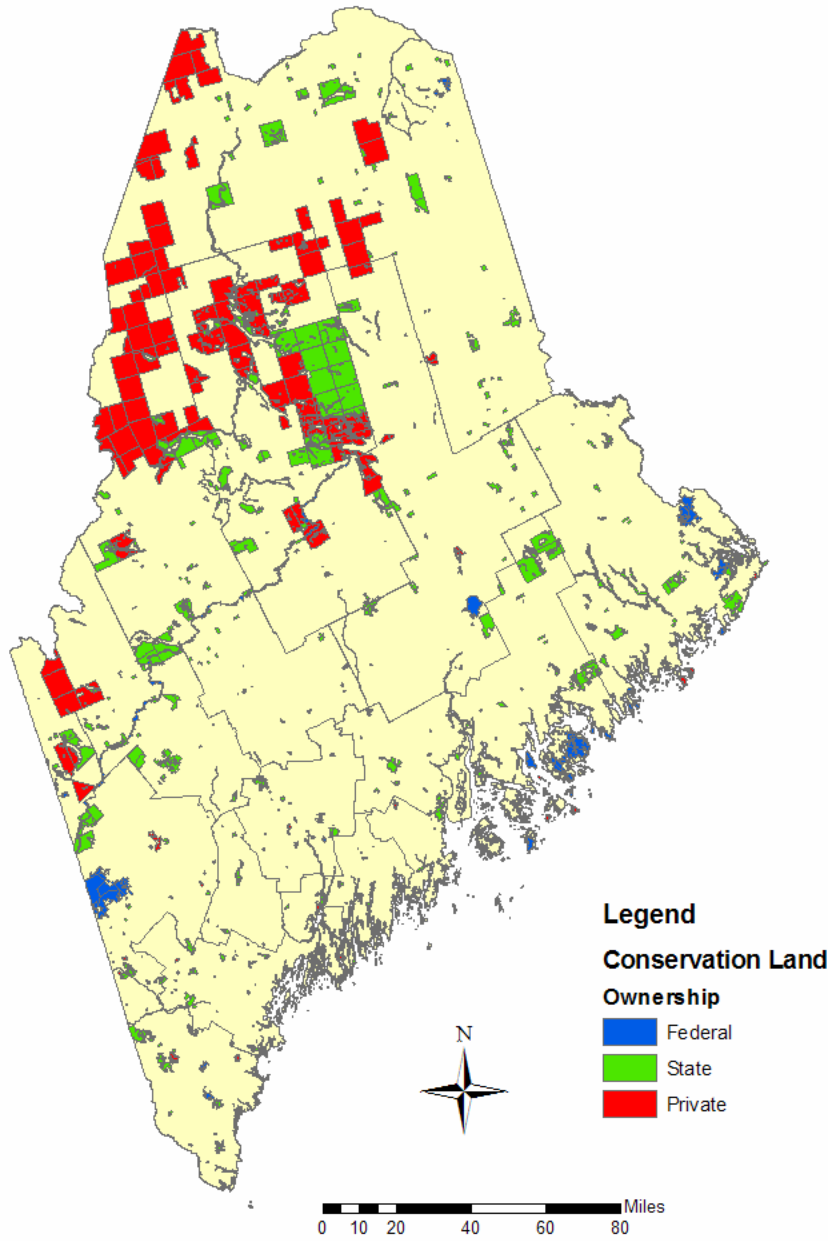 Legend
Conservation Land
Ownership
Federal
State
Private
N
Miles
0 10 20 40 60 80